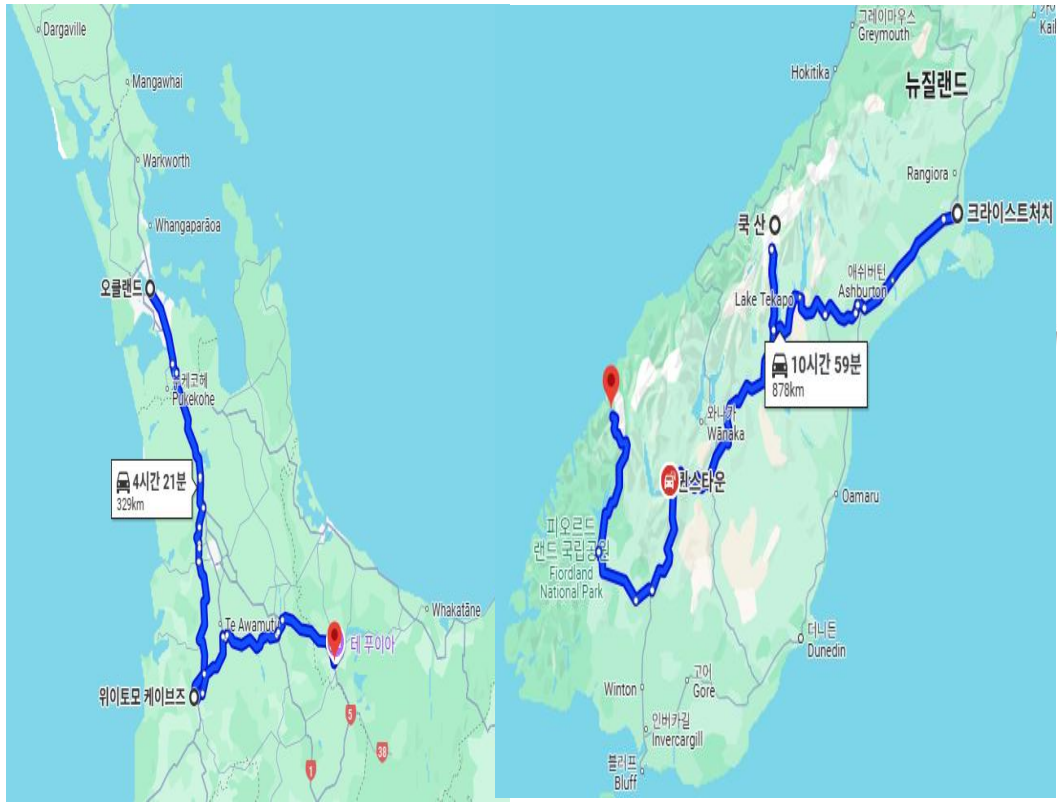 Dargaville
Mangawhai
Warkworth
Whangaparāoa
오클랜드
Pukekohe
4시간 21분
329km
Te Awamutu
Whakatāne
테 푸이아
위이토모 케이브즈
5
38
1
그레이마우스
Greymouth
Hokitika
뉴질랜드
Rangiora
크라이스트처치
쿡 산
애쉬버턴
Ashburton
Lake Tekapo
10시간 59분
878km
와나카
Wānaka
퀸스타운
Oamaru
피오르드
랜드 국립공원
Fiordland
National Park
더니든
Dunedin
고어
Gore
Winton
인버카길
Invercargill
블러프
Bluff